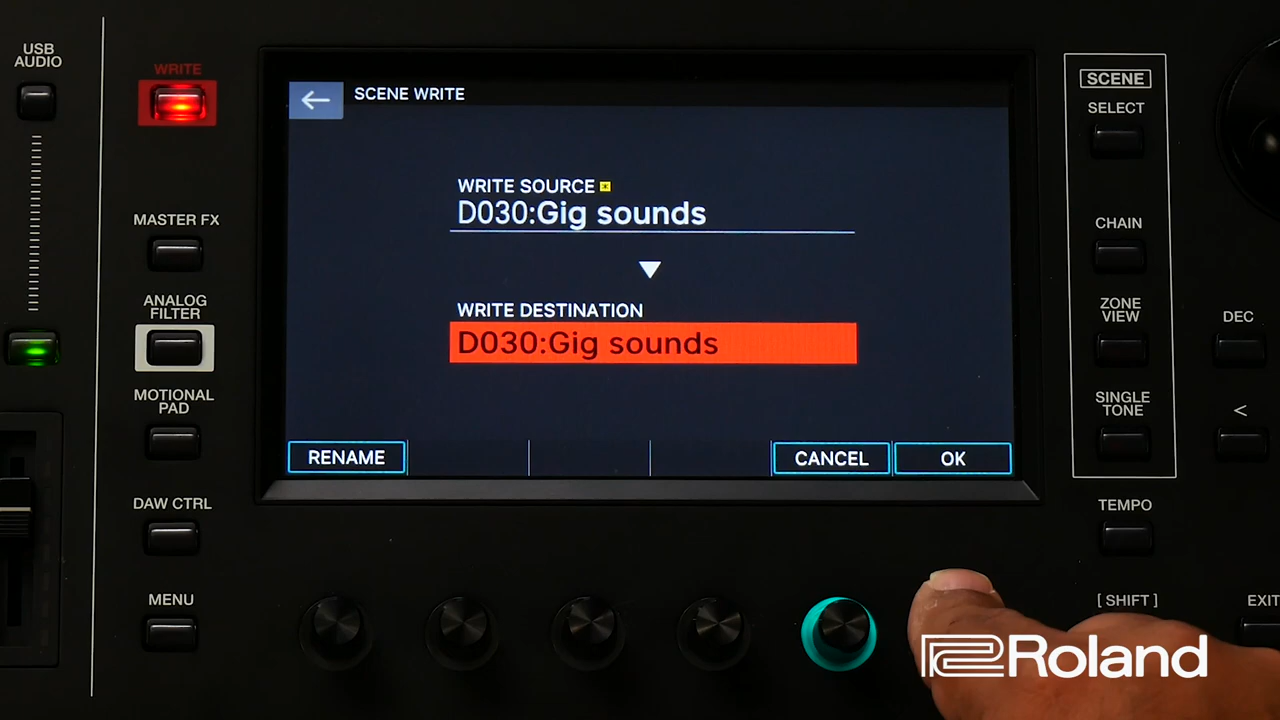 USB
AUDIO
WRITE
MASTER FX
ANALOG
FILTER
MOTIONAL
PAD
DAW CTRL
MENU
SCENE WRITE
WRITE SOURCE
D030:Gig sounds
WRITE DESTINATION
D030:Gig sounds
RENAME
CANCEL
OK
SCENE
SELECT
CHAIN
ZONE
VIEW
SINGLE
TONE
TEMPO
[ SHIFT ]
DEC
<
EXIT
Roland